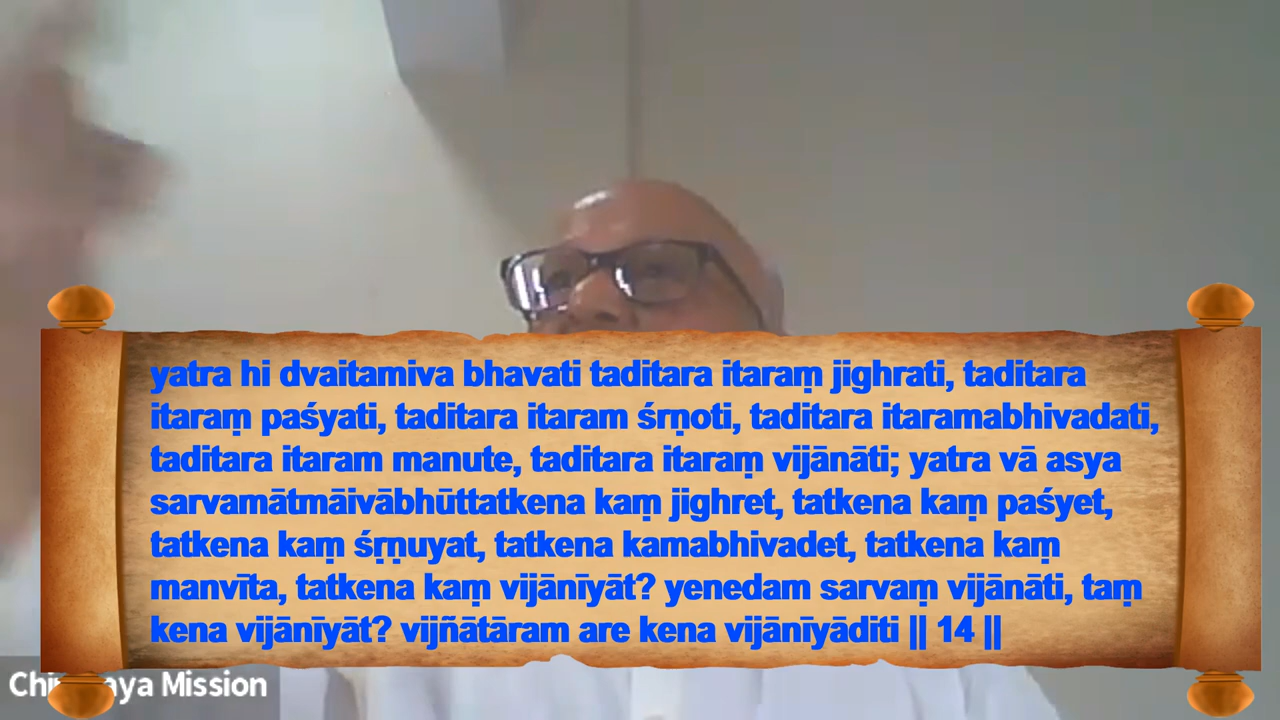 yatra hi dvaitamiva bhavati taditara itaraṃ jighrati, taditara
itaraṃ paśyati, taditara itaram śrṇoti, taditara itaramabhivadati,
taditara itaram manute, taditara itaraṃ vijānāti; yatra vā asya
sarvamātmāivābhūttatkena kaṃ jighret, tatkena kaṃ paśyet,
tatkena kaṃ śṛṇuyat, tatkena kamabhivadet, tatkena kaṃ
manvīta, tatkena kaṃ vijānīyāt? yenedam sarvaṃ vijānāti, taṃ
kena vijānīyāt? vijñātāram are kena vijānīyāditi || 14 ||
Mission